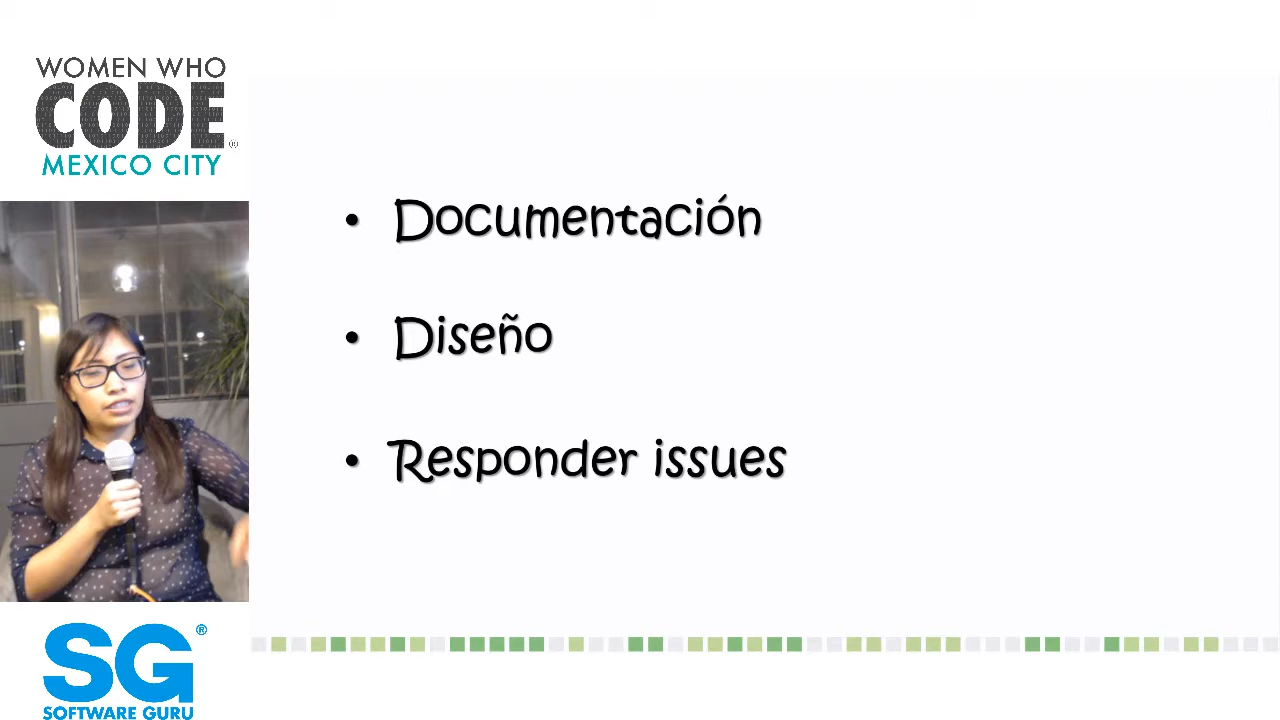 WOMEN WHO
CODE®
MEXICO CITY
• Documentación
• Diseño
• Responder issues
SG®
SOFTWARE GURU